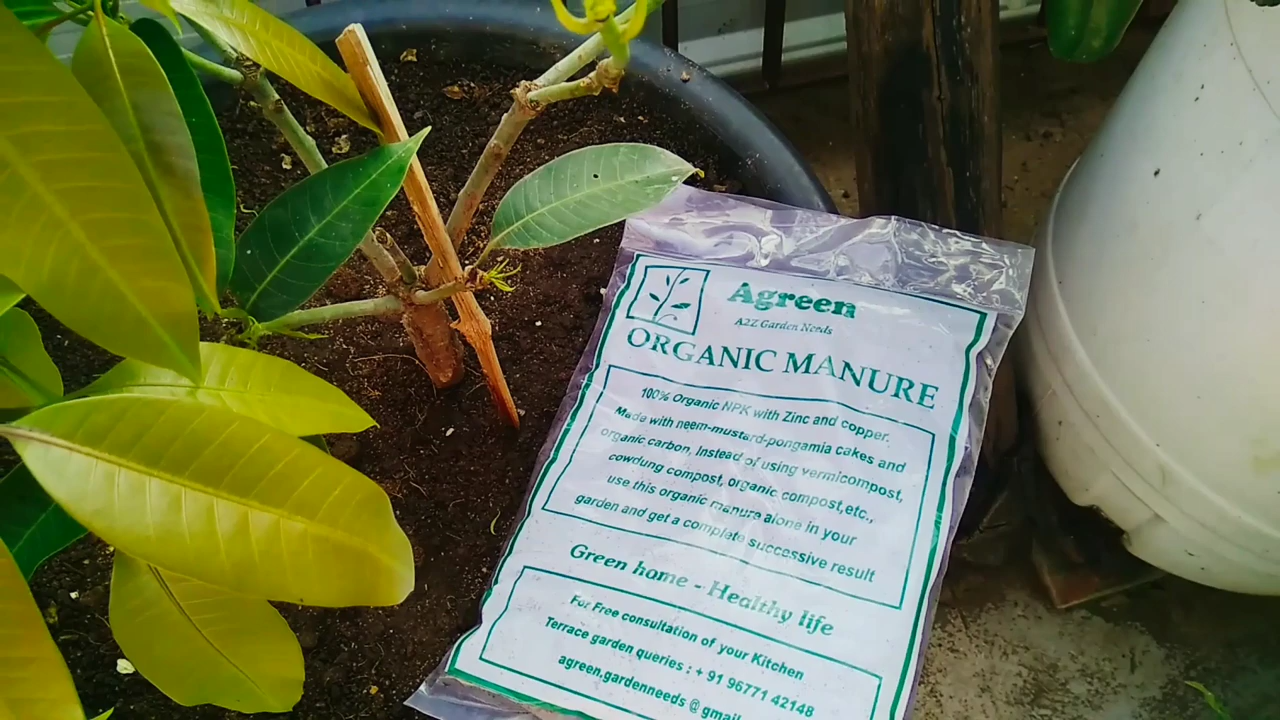 Agreen
A2Z Garden Needs
ORGANIC MANURE
100% Organic NPK with Zinc and copper.
Made with neem-mustard-pongamia cakes and
organic carbon, Instead of using vermicompost,
cowdung compost, organic compost,etc.,
use this organic manure alone in your
garden and get a complete successive result
Green home - Healthy life
For Free consultation of your Kitchen
Terrace garden queries : + 91 96771 42148
agreen.gardenneeds @ gmail